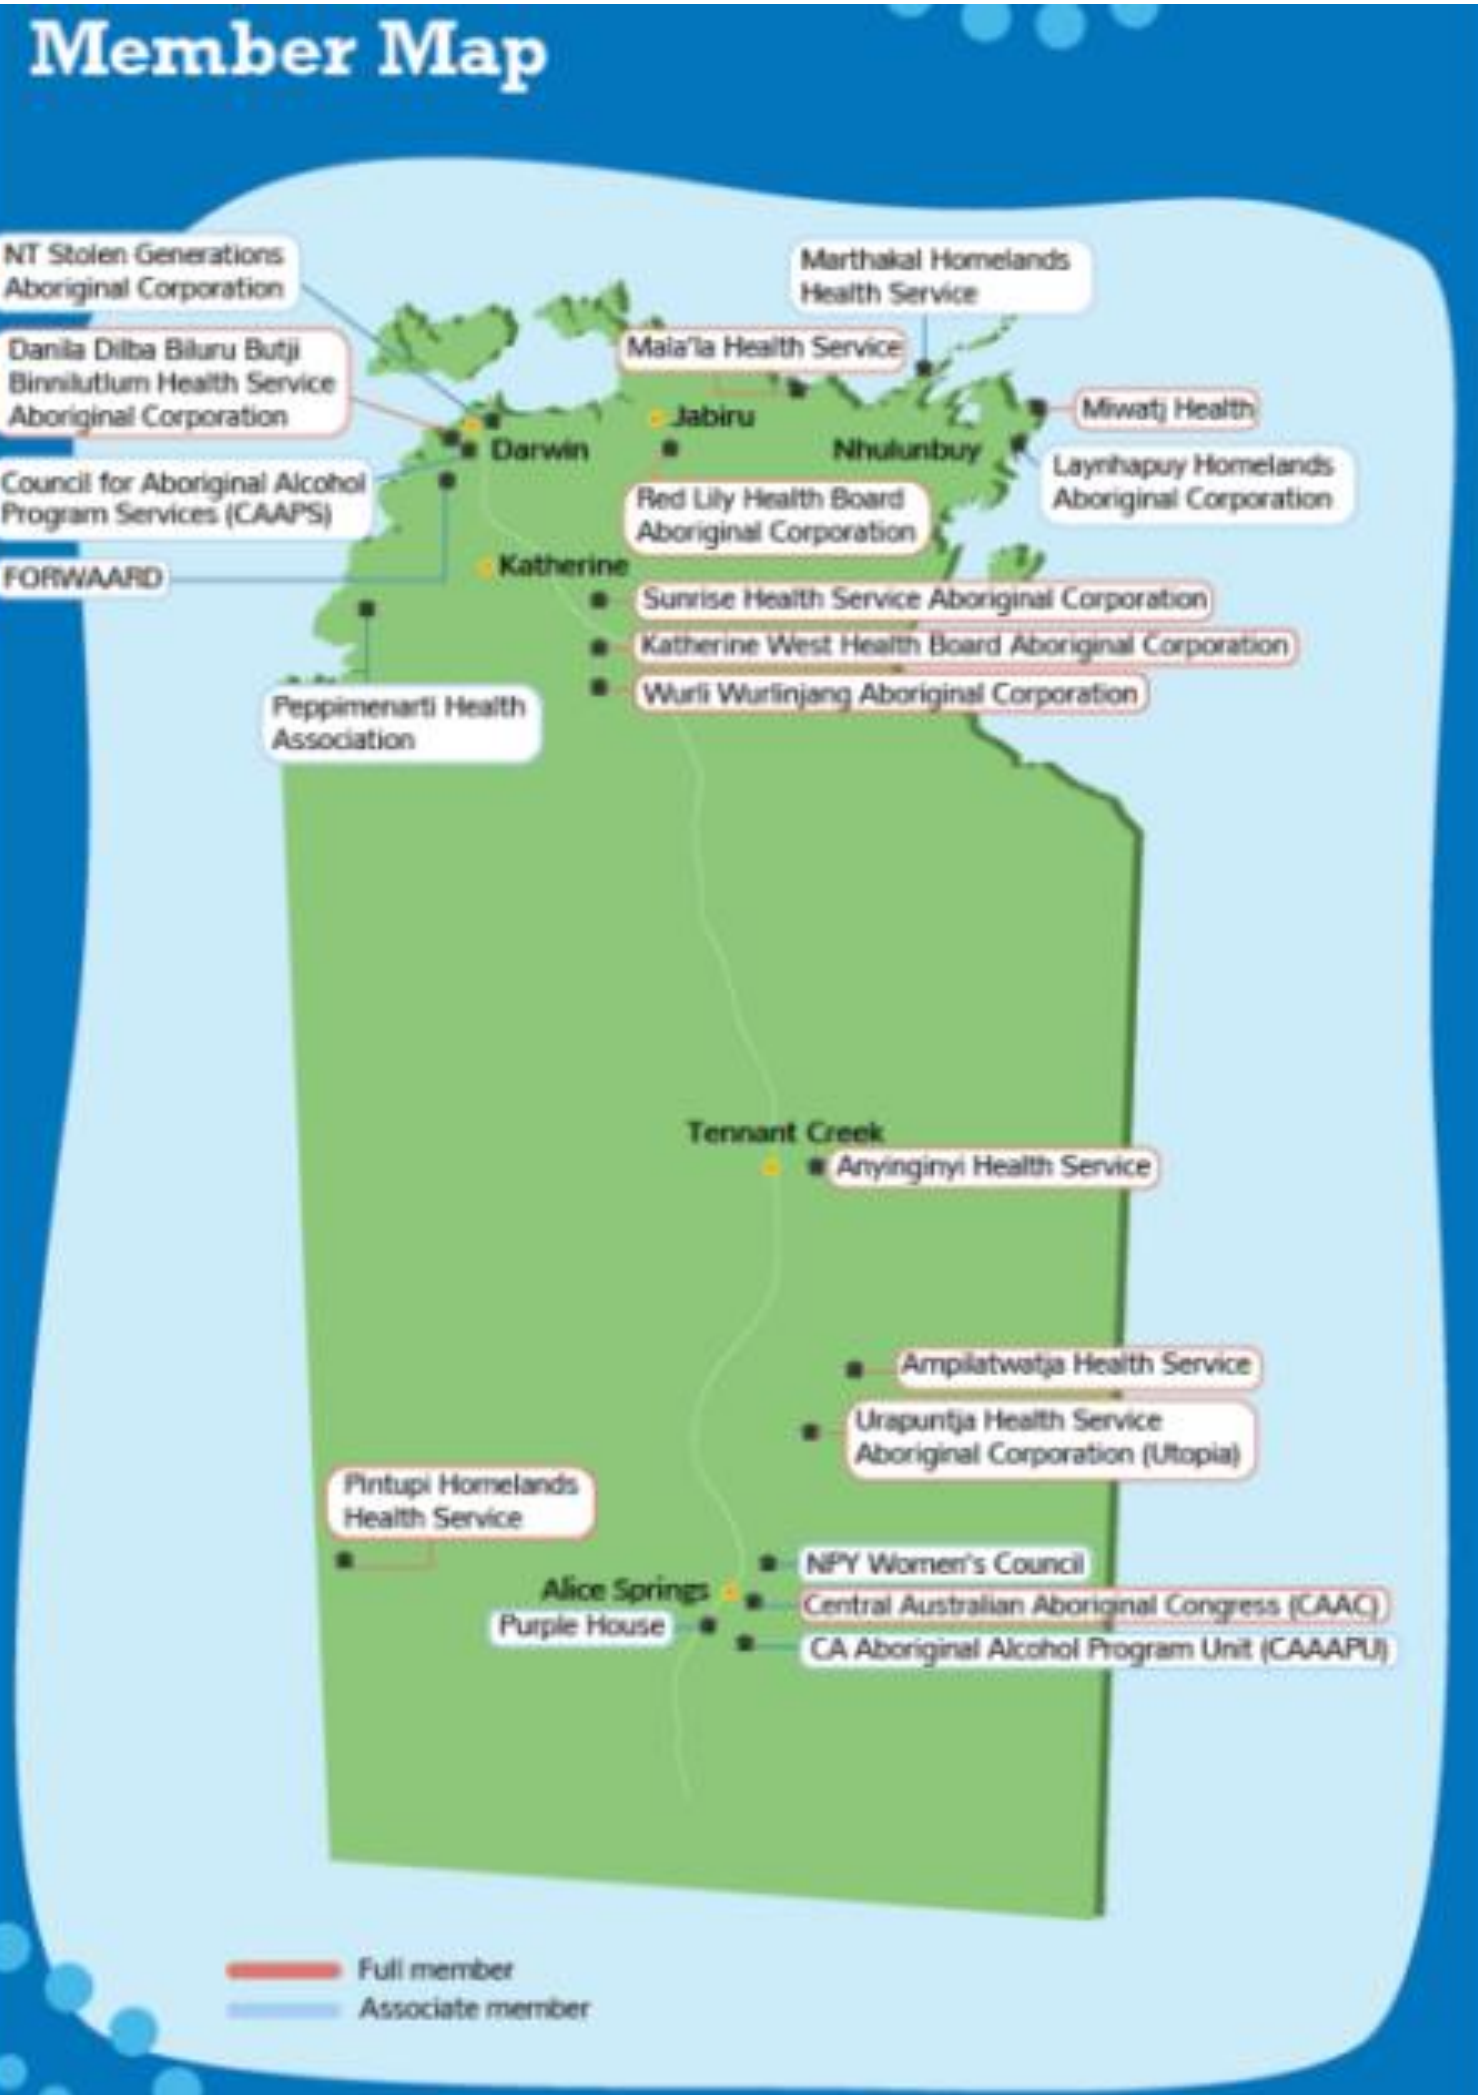 Member Map
NT Stolen Generations
Aboriginal Corporation
Marthakal Homelands
Health Service
Danila Dilba Biluru Butji
Binnilutlum Health Service
Aboriginal Corporation
Mala'la Health Service
Jabiru
Miwatj Health
Darwin
Nhulunbuy
Laynhapuy Homelands
Aboriginal Corporation
Council for Aboriginal Alcohol
Program Services (CAAPS)
Red Lily Health Board
Aboriginal Corporation
FORWAARD
Katherine
Sunrise Health Service Aboriginal Corporation
Katherine West Health Board Aboriginal Corporation
Wurli Wurlinjang Aboriginal Corporation
Peppimenarti Health
Association
Tennant Creek
Anyinginyi Health Service
Ampilatwatja Health Service
Urapuntja Health Service
Aboriginal Corporation (Utopia)
Pintupi Homelands
Health Service
NPY Women's Council
Alice Springs
Central Australian Aboriginal Congress (CAAC)
Purple House
CA Aboriginal Alcohol Program Unit (CAAAPU)
Full member
Associate member